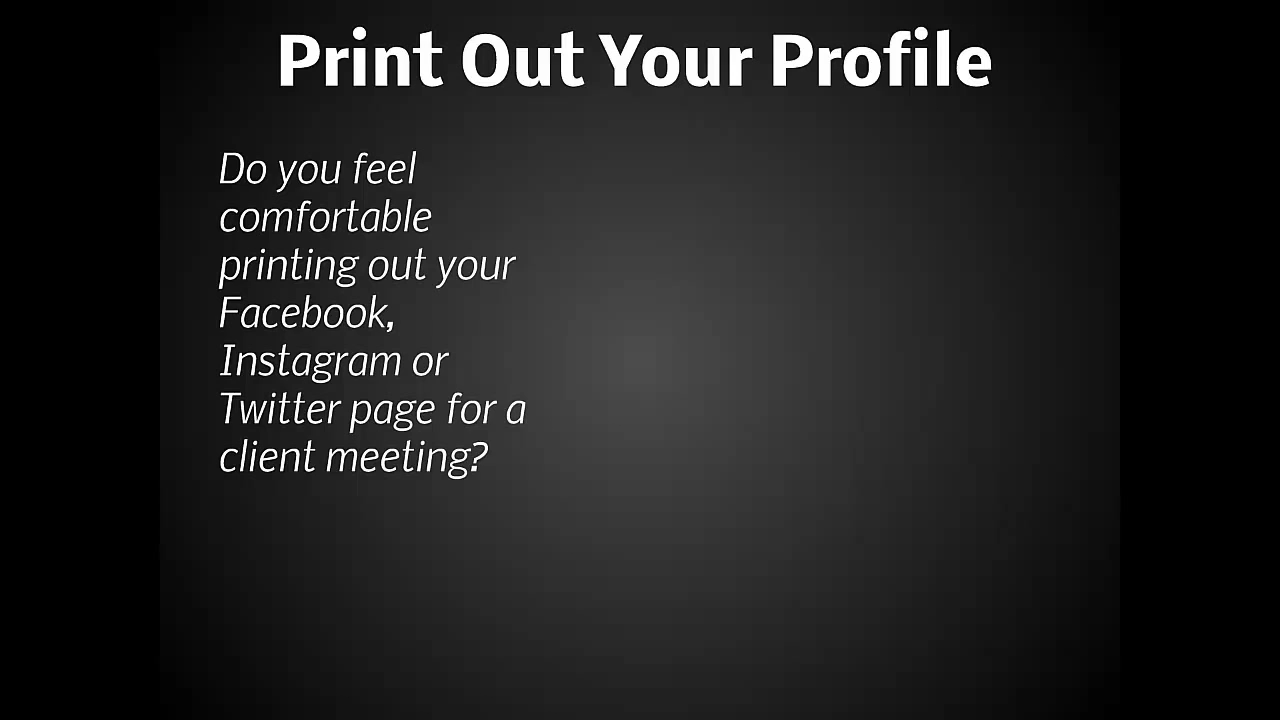 Print Out Your Profile
Do you feel
comfortable
printing out your
Facebook,
Instagram or
Twitter page for a
client meeting?